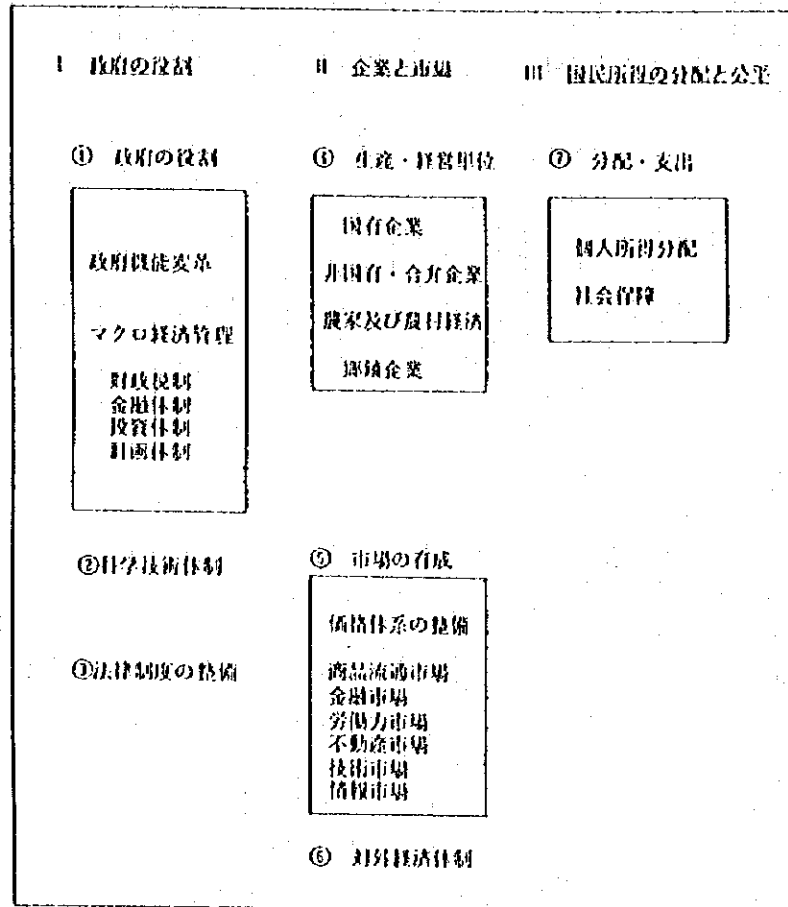 I 政府の役割
① 政府の役割
政府機能変革
マクロ経済管理
財政税制
金融体制
投資体制
計画体制
②科学技術体制
③法律制度の整備
II 企業と市場
④ 生産・経営単位
国有企業
非国有・合弁企業
農家及び農村経済
郷鎮企業
⑤ 市場の育成
価格体系の整備
商品流通市場
金融市場
労働力市場
不動産市場
技術市場
情報市場
⑥ 対外経済体制
III 国民所得の分配と公平
⑦ 分配・支出
個人所得分配
社会保障